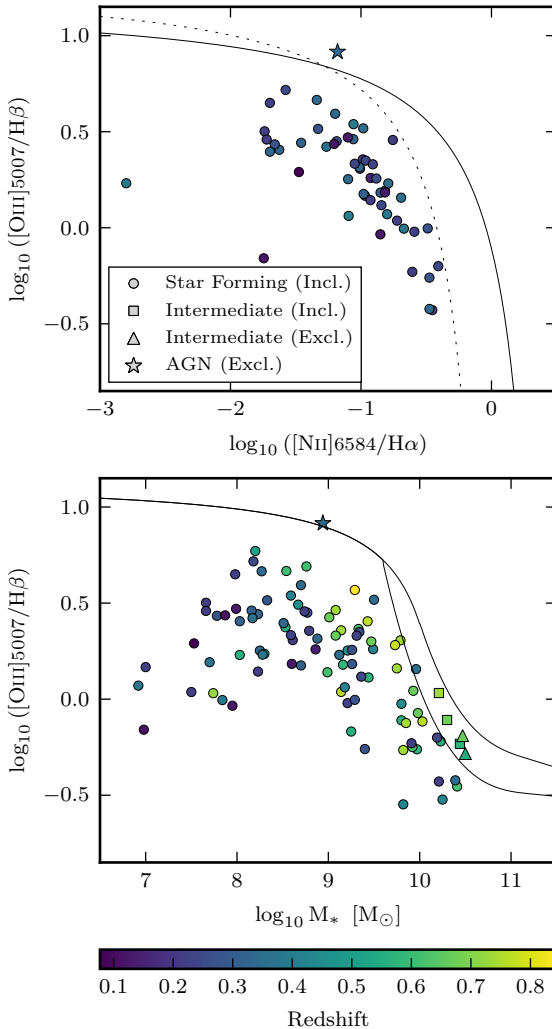 1.0
0.5
0.0
−0.5
log₁₀ ([OIII]5007/Hβ)
Star Forming (Incl.)
Intermediate (Incl.)
Intermediate (Excl.)
AGN (Excl.)
−3 −2 −1 0
log₁₀ ([NII]6584/Hα)
1.0
0.5
0.0
−0.5
log₁₀ ([OIII]5007/Hβ)
7 8 9 10 11
log₁₀ M∗ [M⊙]
0.1 0.2 0.3 0.4 0.5 0.6 0.7 0.8
Redshift